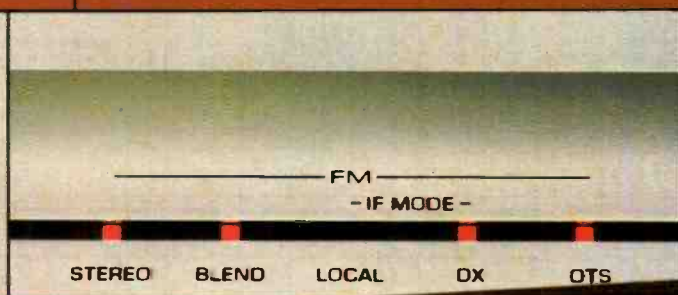 FM
- IF MODE -
STEREO BLEND LOCAL DX OTS